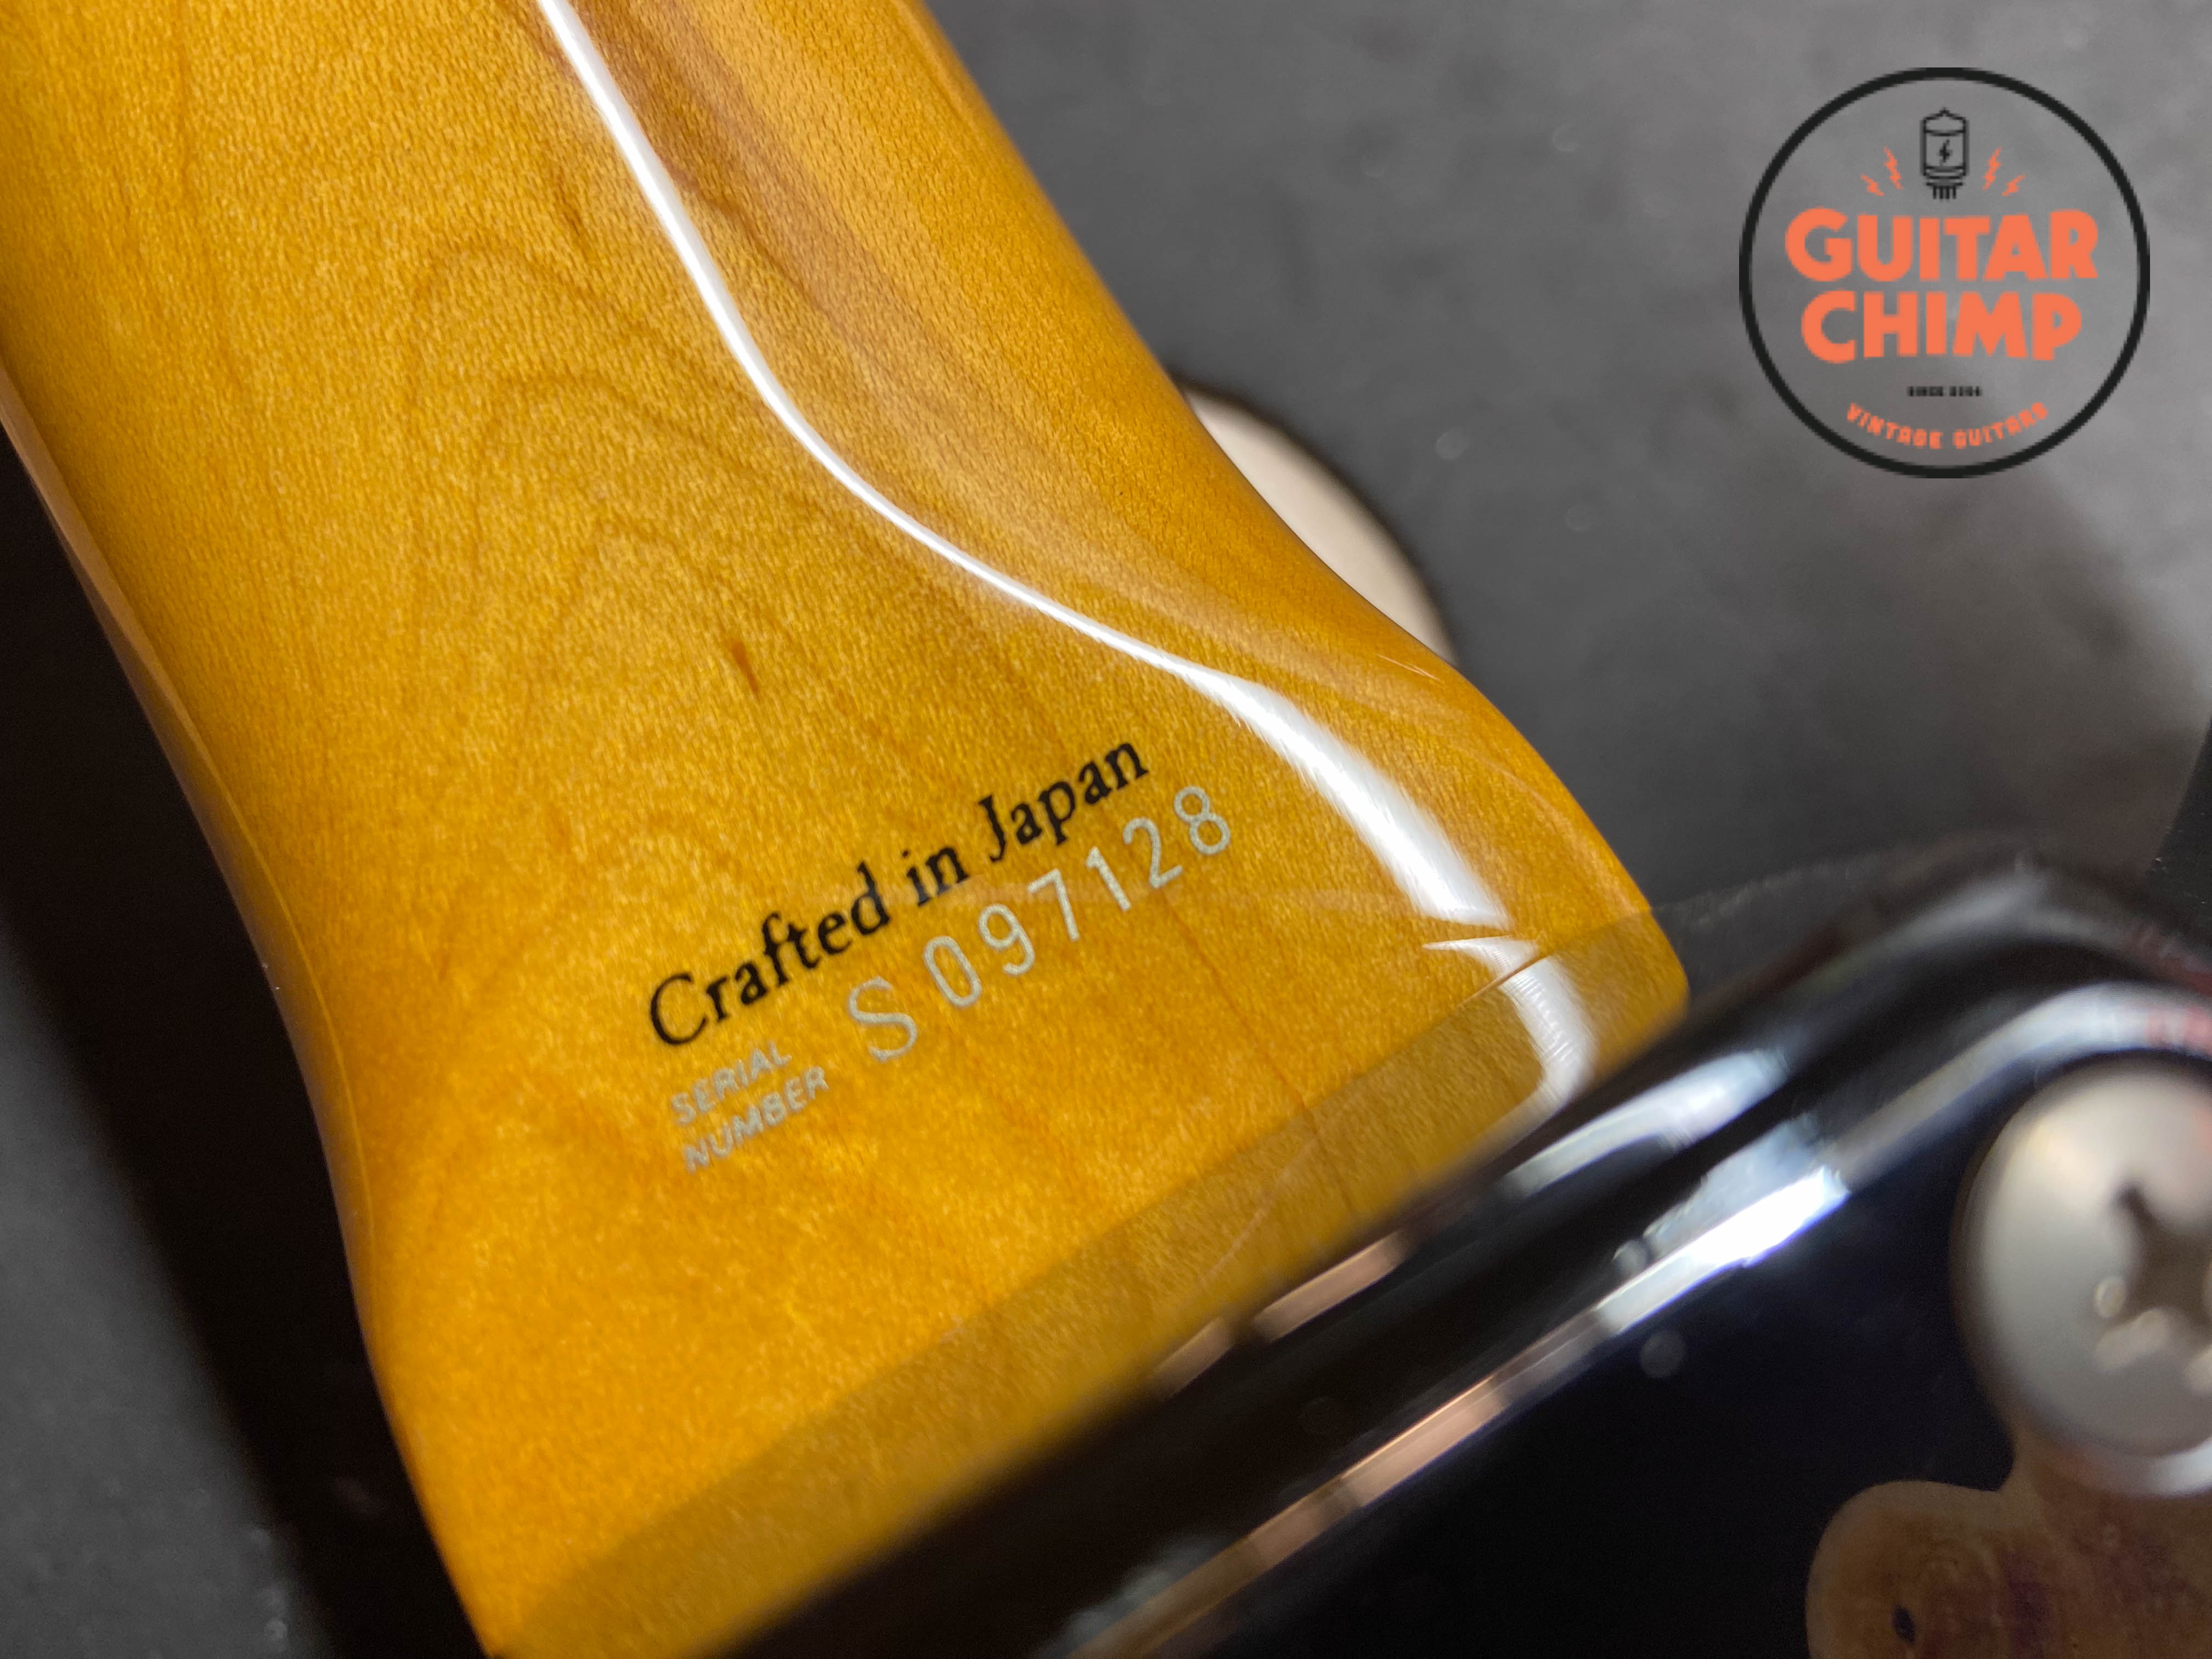 GUITAR
CHIMP
VINTAGE GUITARS
Crafted in Japan
SERIAL
NUMBER
S097128